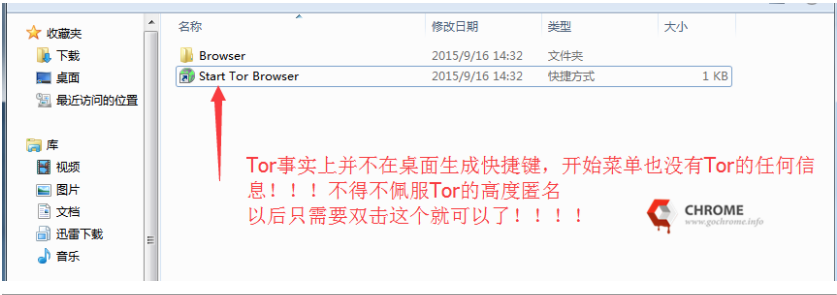 名称 修改日期 类型 大小
收藏夹
下载
桌面
最近访问的位置
库
视频
图片
文档
迅雷下载
音乐
Browser 2015/9/16 14:32 文件夹
Start Tor Browser 2015/9/16 14:32 快捷方式 1 KB
Tor事实上并不在桌面生成快捷键，开始菜单也没有Tor的任何信
息！！！不得不佩服Tor的高度匿名
以后只需要双击这个就可以了！！！！
CHROME
www.gochrome.info